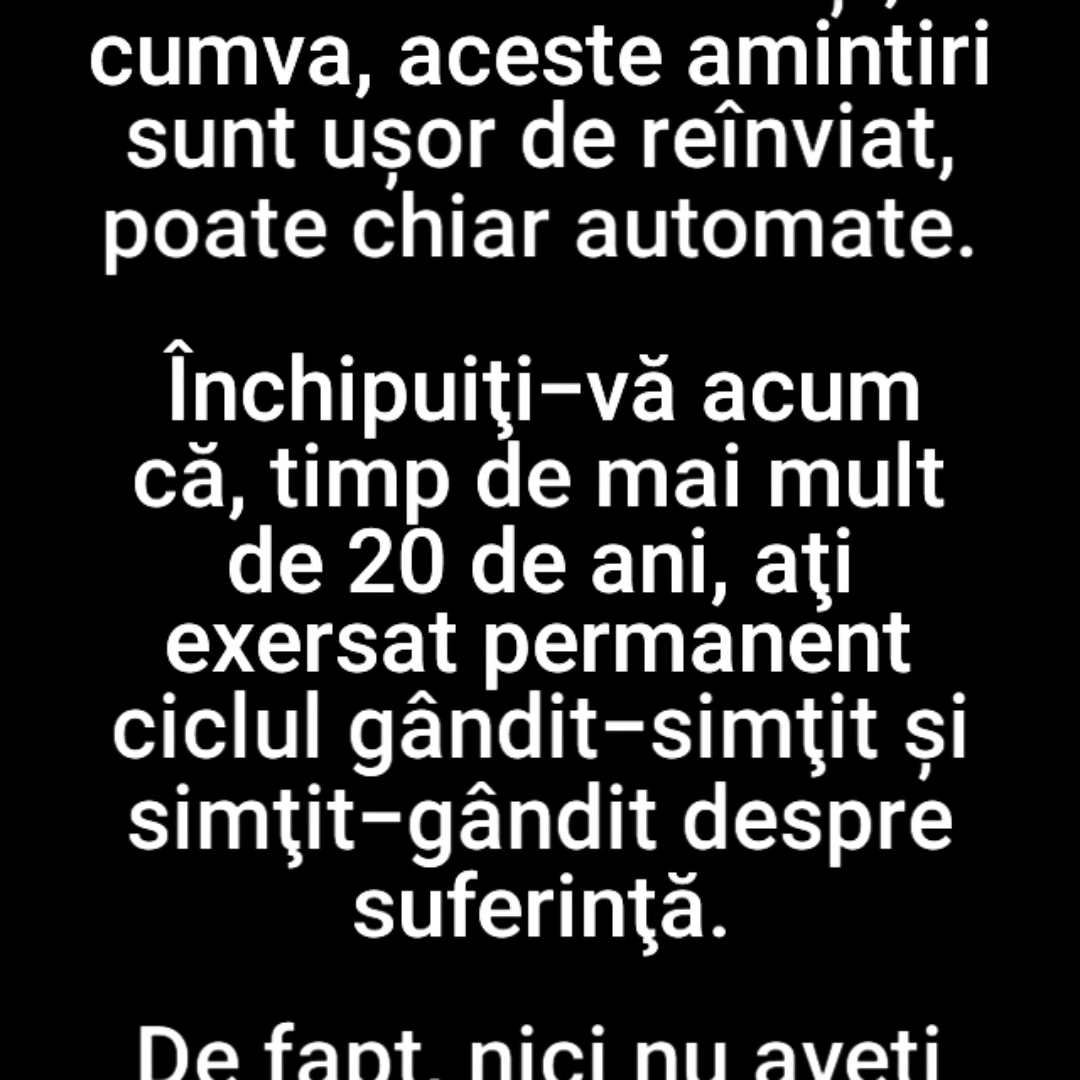 cumva, aceste amintiri
sunt ușor de reînviat,
poate chiar automate.
Închipuiţi-vă acum
că, timp de mai mult
de 20 de ani, aţi
exersat permanent
ciclul gândit-simţit și
simţit-gândit despre
suferinţă.
De fapt, nici nu aveţi